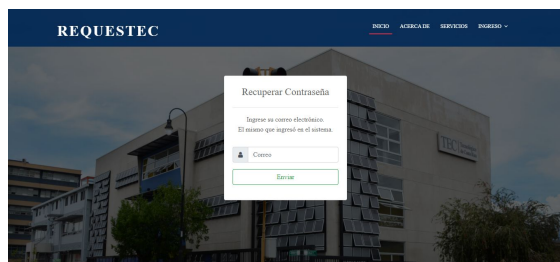 REQUESTEC
INICIO ACERCA DE SERVICIOS INGRESO
Recuperar Contraseña
Ingrese su correo electrónico.
El mismo que ingresó en el sistema.
Correo
Enviar
TEC